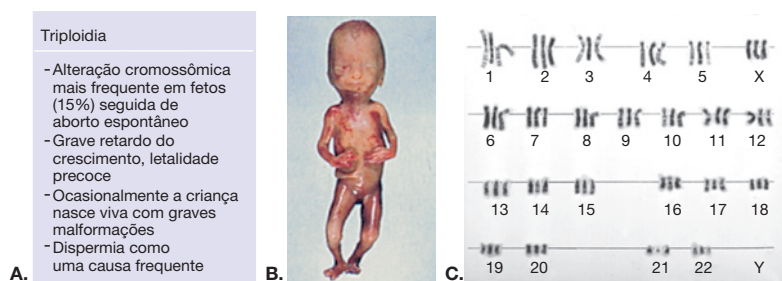 Triploidia
- Alteração cromossômica
mais frequente em fetos
(15%) seguida de
aborto espontâneo
- Grave retardo do
crescimento, letalidade
precoce
- Ocasionalmente a criança
nasce viva com graves
malformações
- Dispermia como
uma causa frequente
A.
B.
C.
1 2 3 4 5 X
6 7 8 9 10 11 12
13 14 15 16 17 18
19 20 21 22 Y